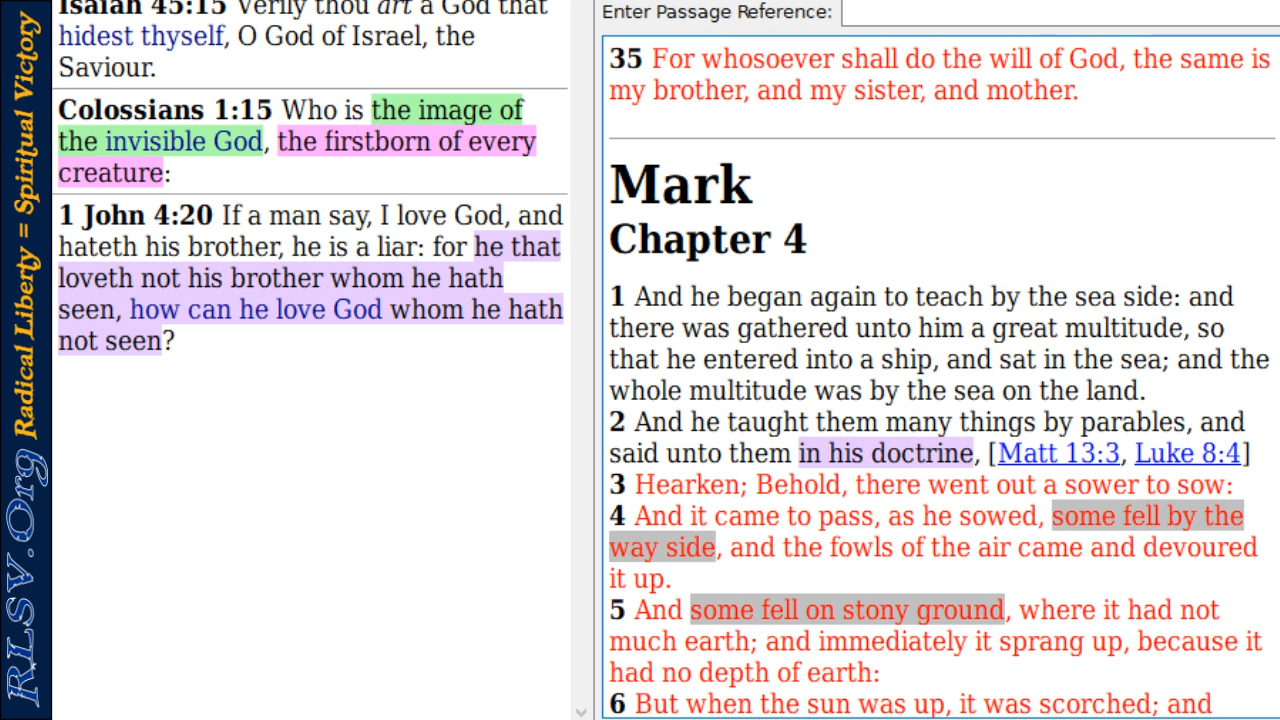 RLSV.Org Radical Liberty = Spiritual Victory
Isaiah 45:15 Verily thou art a God that
hidest thyself, O God of Israel, the
Saviour.
Colossians 1:15 Who is the image of
the invisible God, the firstborn of every
creature:
1 John 4:20 If a man say, I love God, and
hateth his brother, he is a liar: for he that
loveth not his brother whom he hath
seen, how can he love God whom he hath
not seen?
Enter Passage Reference:
35 For whosoever shall do the will of God, the same is
my brother, and my sister, and mother.
Mark
Chapter 4
1 And he began again to teach by the sea side: and
there was gathered unto him a great multitude, so
that he entered into a ship, and sat in the sea; and the
whole multitude was by the sea on the land.
2 And he taught them many things by parables, and
said unto them in his doctrine, [Matt 13:3, Luke 8:4]
3 Hearken; Behold, there went out a sower to sow:
4 And it came to pass, as he sowed, some fell by the
way side, and the fowls of the air came and devoured
it up.
5 And some fell on stony ground, where it had not
much earth; and immediately it sprang up, because it
had no depth of earth:
6 But when the sun was up, it was scorched; and